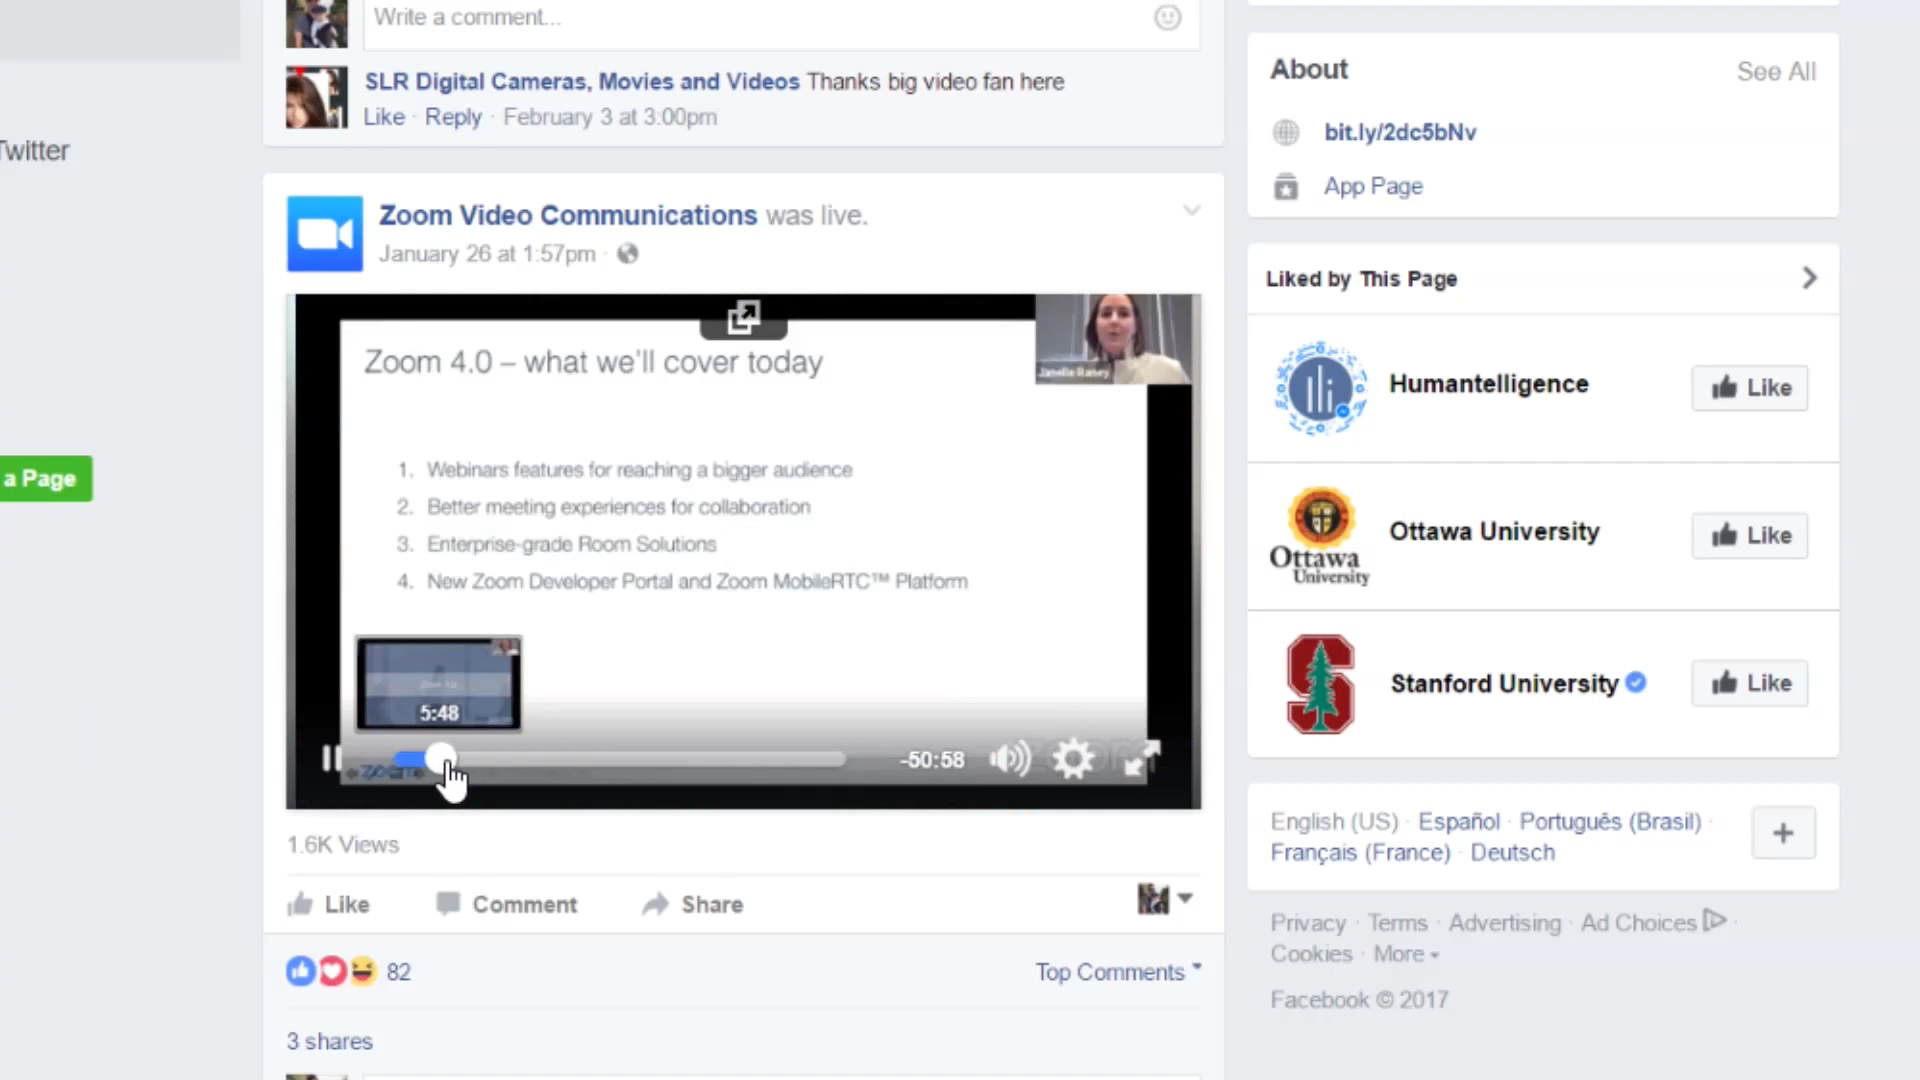 Write a comment...
SLR Digital Cameras, Movies and Videos Thanks big video fan here
Like · Reply · February 3 at 3:00pm
Twitter
a Page
Zoom Video Communications was live.
January 26 at 1:57pm ·
Zoom 4.0 – what we'll cover today
Janelle Raney
1. Webinars features for reaching a bigger audience
2. Better meeting experiences for collaboration
3. Enterprise-grade Room Solutions
4. New Zoom Developer Portal and Zoom MobileRTC™ Platform
5:48
-50:58
zoom
1.6K Views
Like Comment Share
82
Top Comments
3 shares
About
See All
bit.ly/2dc5bNv
App Page
Liked by This Page
Humantelligence
Like
Ottawa University
Ottawa University
Like
S
Stanford University
Like
English (US) · Español · Português (Brasil) ·
Français (France) · Deutsch
Privacy · Terms · Advertising · Ad Choices ·
Cookies · More
Facebook © 2017